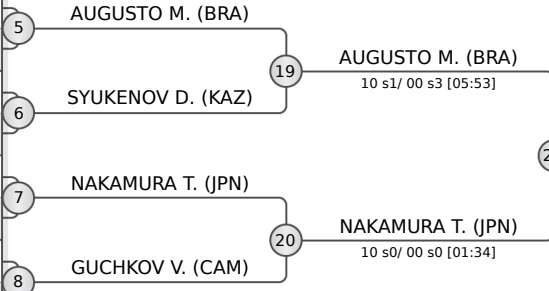 5
AUGUSTO M. (BRA)
19
AUGUSTO M. (BRA)
10 s1/ 00 s3 [05:53]
6
SYUKENOV D. (KAZ)
7
NAKAMURA T. (JPN)
20
NAKAMURA T. (JPN)
10 s0/ 00 s0 [01:34]
8
GUCHKOV V. (CAM)